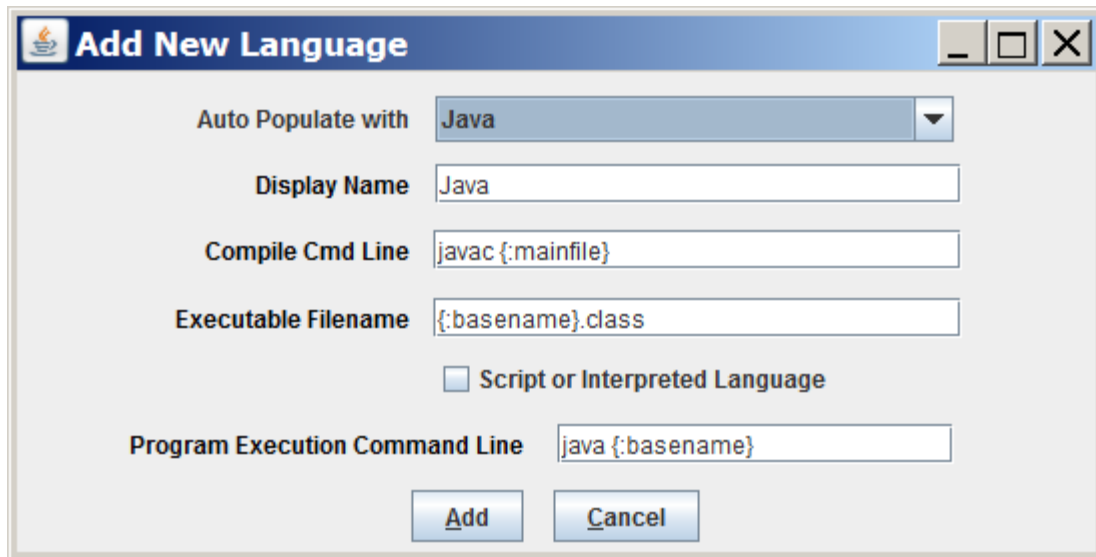 Add New Language
Auto Populate with Java
Display Name Java
Compile Cmd Line javac {:mainfile}
Executable Filename {:basename}.class
Script or Interpreted Language
Program Execution Command Line java {:basename}
Add Cancel